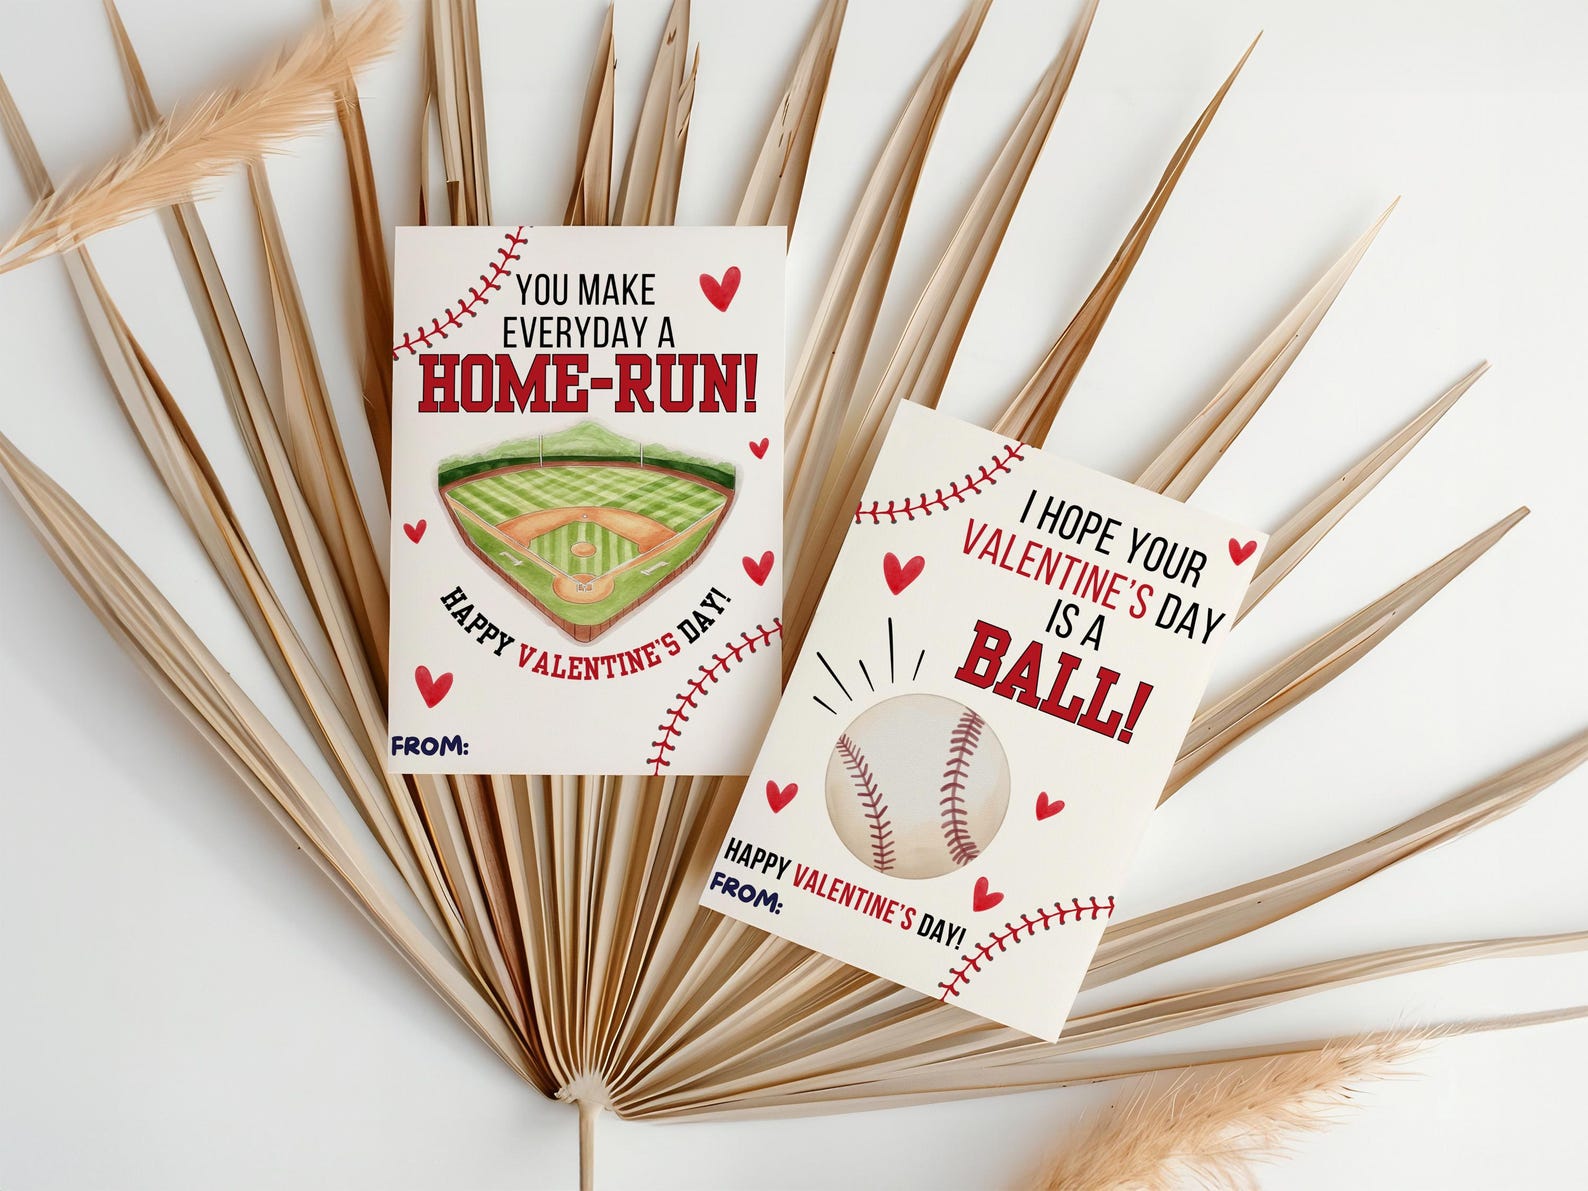 YOU MAKE
EVERYDAY A
HOME-RUN!
HAPPY VALENTINE'S DAY!
FROM:
I HOPE YOUR
VALENTINE'S DAY
IS A
BALL!
HAPPY VALENTINE'S DAY!
FROM: